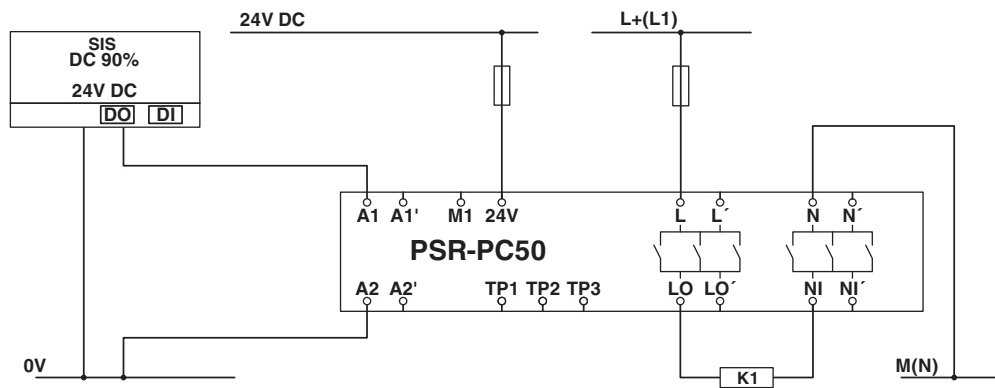 24V DC
L+(L1)
SIS
DC 90%
24V DC
DO DI
A1 A1' M1 24V L L´ N N´
PSR-PC50
A2 A2' TP1 TP2 TP3 LO LO´ NI NI´
0V
K1
M(N)